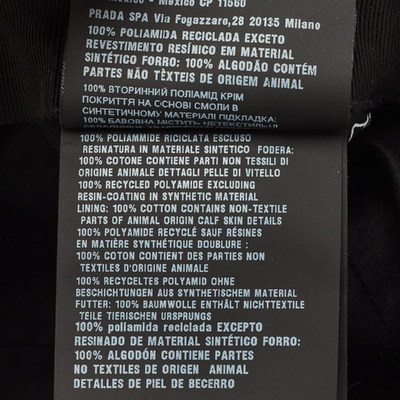 México - México CP 11560
PRADA SPA Via Fogazzaro,28 20135 Milano
100% POLIAMIDA RECICLADA EXCETO
REVESTIMENTO RESÍNICO EM MATERIAL
SINTÉTICO FORRO: 100% ALGODÃO CONTÉM
PARTES NÃO TÊXTEIS DE ORIGEM ANIMAL
100% ВТОРИННИЙ ПОЛІАМІД КРІМ
ПОКРИТТЯ НА ОСНОВІ СМОЛИ В
СИНТЕТИЧНОМУ МАТЕРІАЛІ ПІДКЛАДКА:
100% БАВОВНА МІСТИТЬ НЕТЕКСТИЛЬНІ
100% POLIAMMIDE RICICLATA ESCLUSO
RESINATURA IN MATERIALE SINTETICO FODERA:
100% COTONE CONTIENE PARTI NON TESSILI DI
ORIGINE ANIMALE DETTAGLI PELLE DI VITELLO
100% RECYCLED POLYAMIDE EXCLUDING
RESIN-COATING IN SYNTHETIC MATERIAL
LINING: 100% COTTON CONTAINS NON-TEXTILE
PARTS OF ANIMAL ORIGIN CALF SKIN DETAILS
100% POLYAMIDE RECYCLÉ SAUF RÉSINES
EN MATIÈRE SYNTHÉTIQUE DOUBLURE :
100% COTON CONTIENT DES PARTIES NON
TEXTILES D'ORIGINE ANIMALE
100% RECYCELTES POLYAMID OHNE
BESCHICHTUNGEN AUS SYNTHETISCHEM MATERIAL
FUTTER: 100% BAUMWOLLE ENTHÄLT NICHTTEXTILE
TEILE TIERISCHEN URSPRUNGS
100% poliamida reciclada EXCEPTO
RESINADO DE MATERIAL SINTÉTICO FORRO:
100% ALGODÓN CONTIENE PARTES
NO TEXTILES DE ORIGEN ANIMAL
DETALLES DE PIEL DE BECERRO